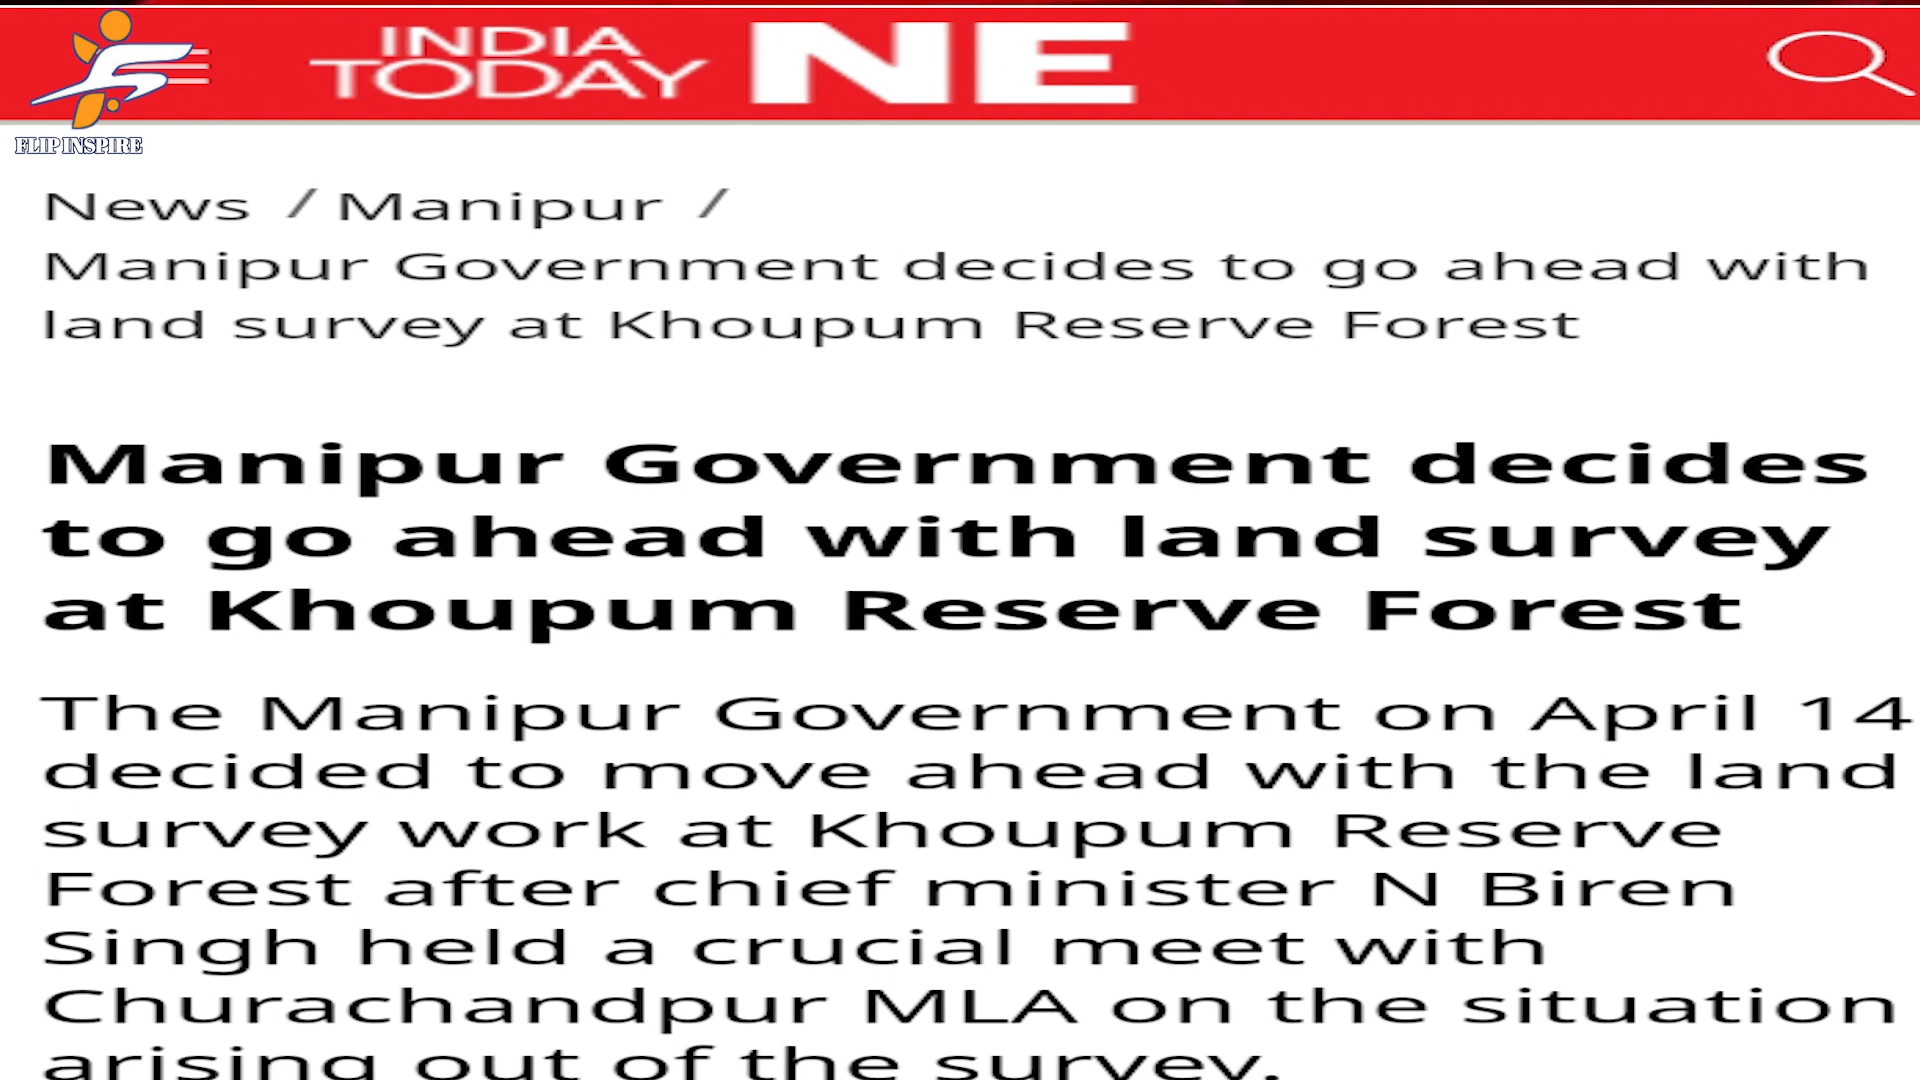 INDIA
TODAY NE
FLIP INSPIRE
News / Manipur /
Manipur Government decides to go ahead with
land survey at Khoupum Reserve Forest
Manipur Government decides
to go ahead with land survey
at Khoupum Reserve Forest
The Manipur Government on April 14
decided to move ahead with the land
survey work at Khoupum Reserve
Forest after chief minister N Biren
Singh held a crucial meet with
Churachandpur MLA on the situation
arising out of the survey.